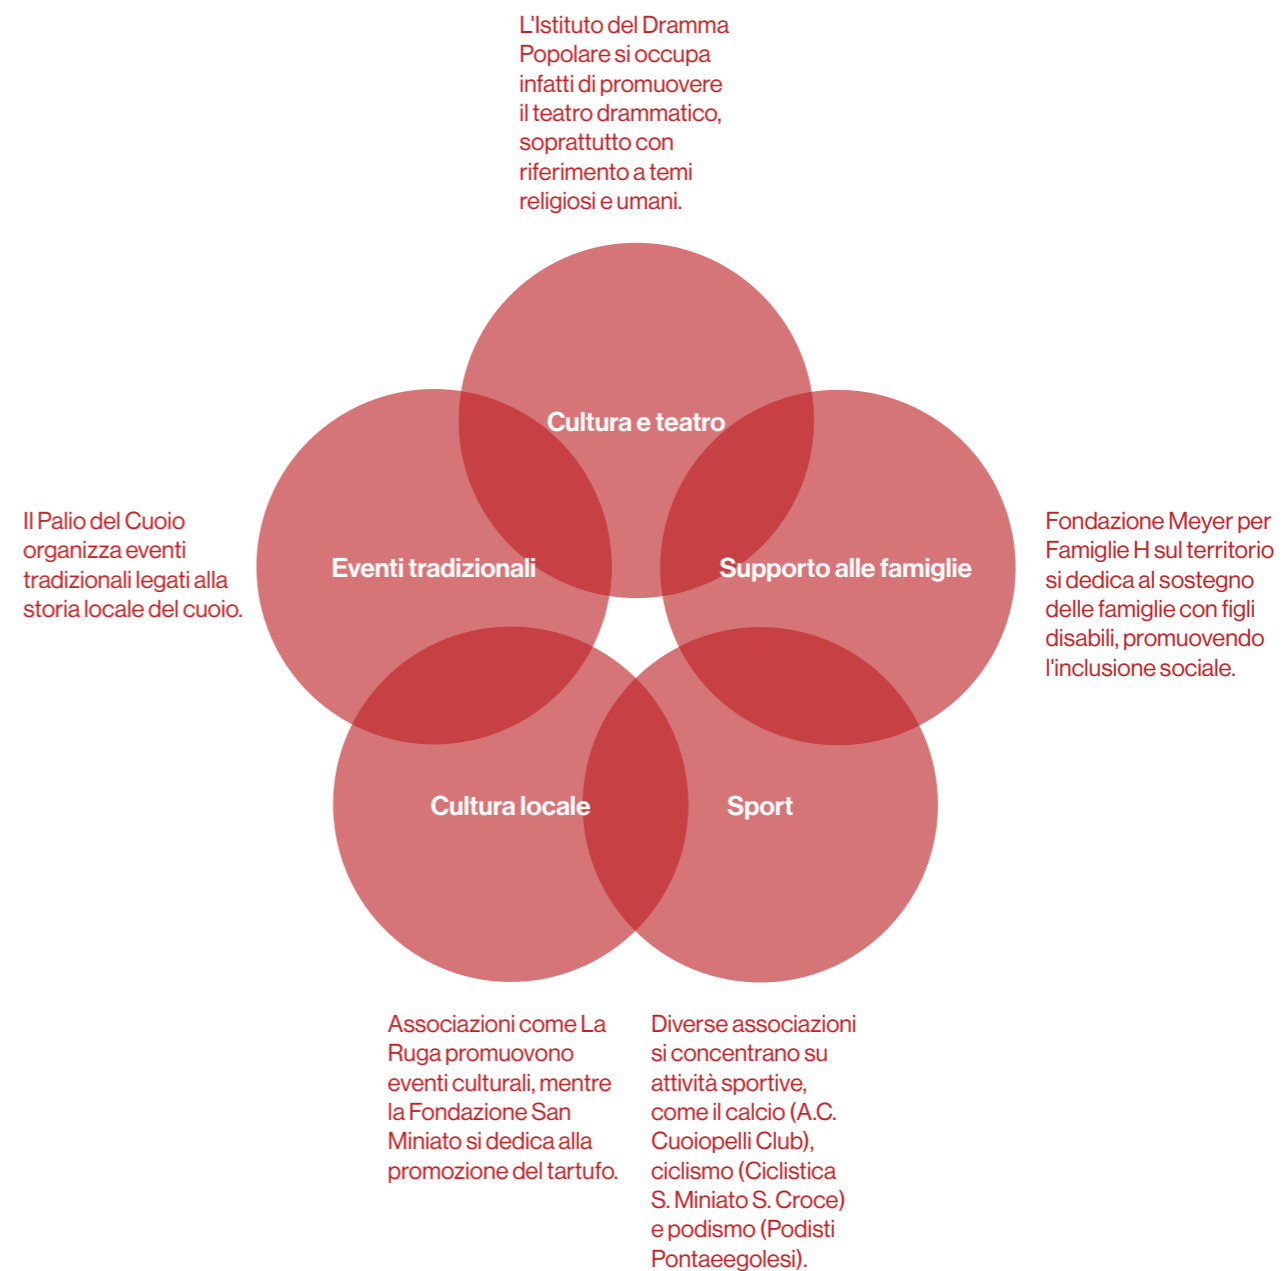 L'Istituto del Dramma
Popolare si occupa
infatti di promuovere
il teatro drammatico,
soprattutto con
riferimento a temi
religiosi e umani.
Cultura e teatro
Il Palio del Cuoio
organizza eventi
tradizionali legati alla
storia locale del cuoio.
Eventi tradizionali
Supporto alle famiglie
Fondazione Meyer per
Famiglie H sul territorio
si dedica al sostegno
delle famiglie con figli
disabili, promuovendo
l'inclusione sociale.
Cultura locale
Sport
Associazioni come La
Ruga promuovono
eventi culturali, mentre
la Fondazione San
Miniato si dedica alla
promozione del tartufo.
Diverse associazioni
si concentrano su
attività sportive,
come il calcio (A.C.
Cuoiopelli Club),
ciclismo (Ciclistica
S. Miniato S. Croce)
e podismo (Podisti
Pontaeegolesi).